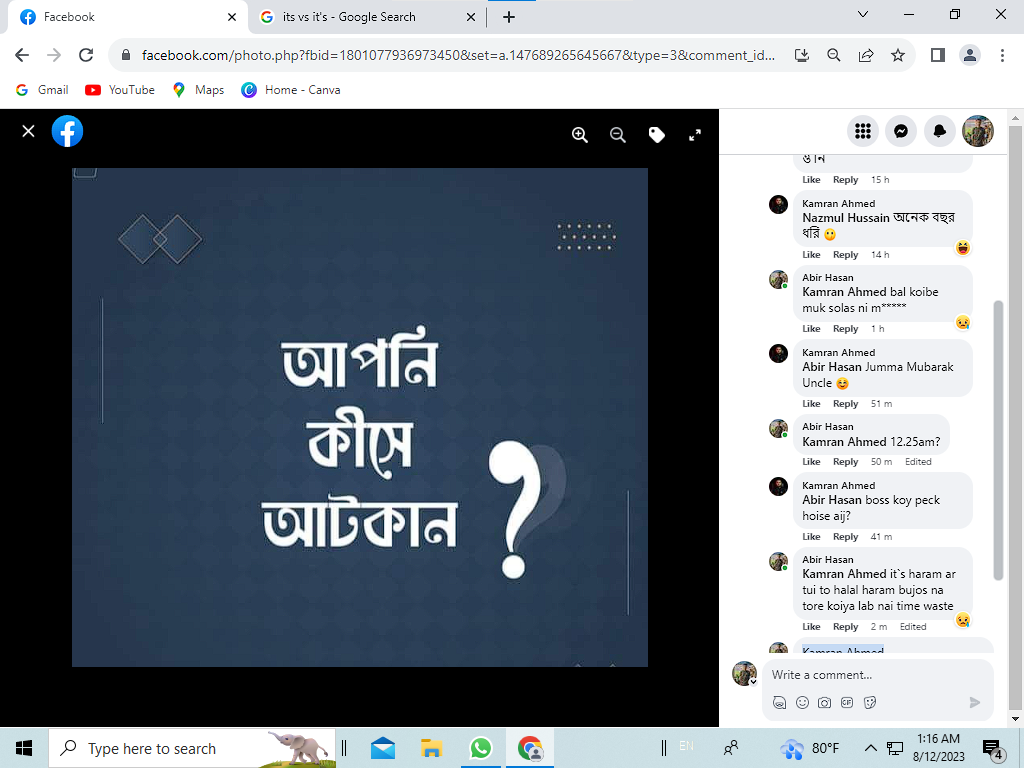 Facebook
its vs it's - Google Search
facebook.com/photo.php?fbid=1801077936973450&set=a.147689265645667&type=3&comment_id...
Gmail
YouTube
Maps
Home - Canva
আপনি
কীসে
আটকান
?
Like Reply 15 h
Kamran Ahmed
Nazmul Hussain অনেক বছর
ধরি
Like Reply 14 h
Abir Hasan
Kamran Ahmed bal koibe
muk solas ni m*****
Like Reply 1 h
Kamran Ahmed
Abir Hasan Jumma Mubarak
Uncle
Like Reply 51 m
Abir Hasan
Kamran Ahmed 12.25am?
Like Reply 50 m Edited
Kamran Ahmed
Abir Hasan boss koy peck
hoise aij?
Like Reply 41 m
Abir Hasan
Kamran Ahmed it`s haram ar
tui to halal haram bujos na
tore koiya lab nai time waste
Like Reply 2 m Edited
Kamran Ahmed
Write a comment...
GIF
Type here to search
EN
80°F
1:16 AM
8/12/2023
4